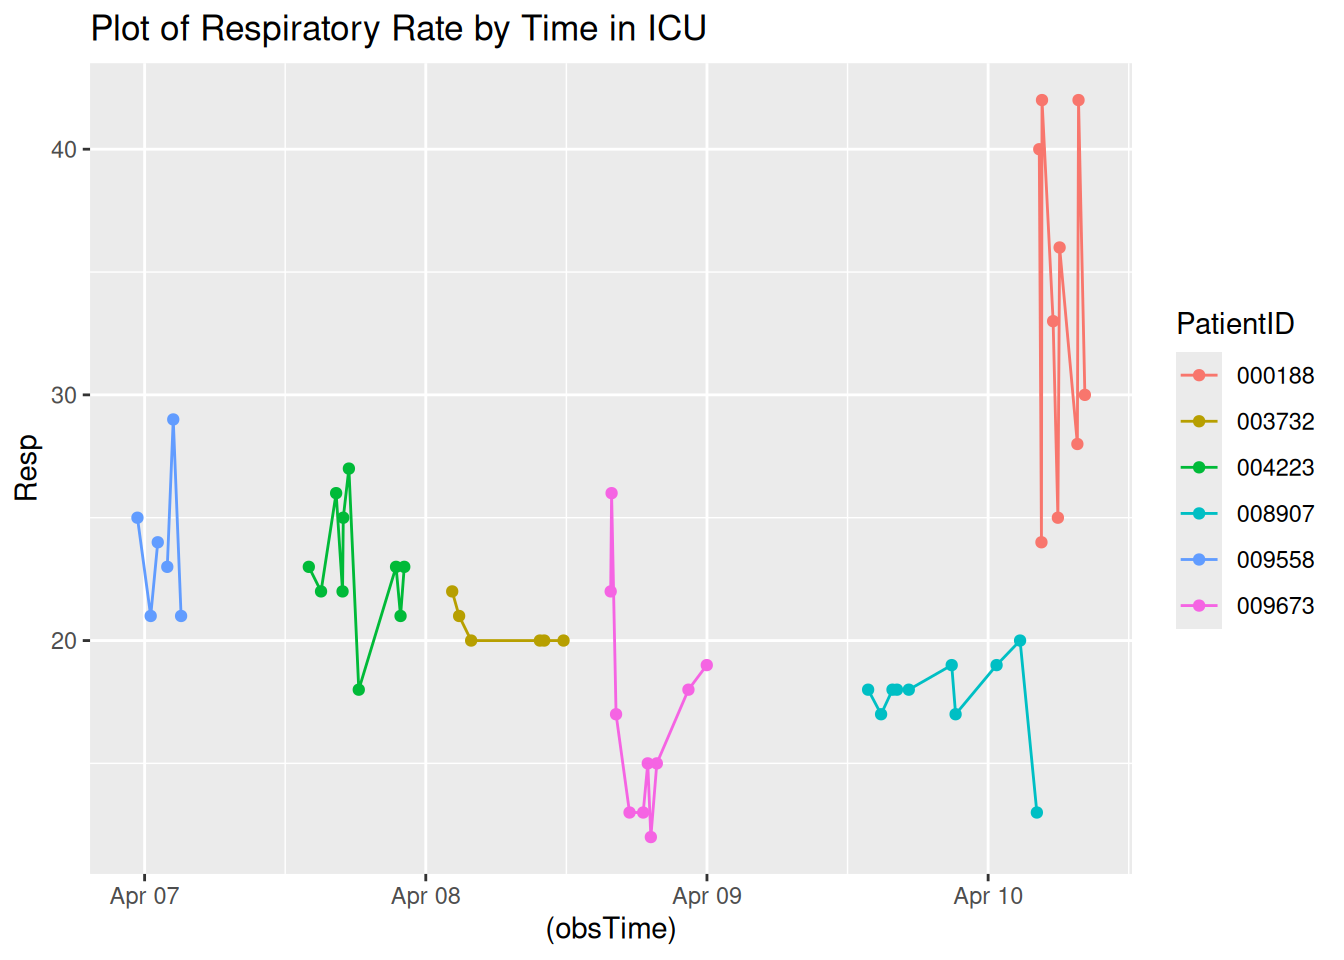 Plot of Respiratory Rate by Time in ICU
Resp
40
30
20
Apr 07 Apr 08 Apr 09 Apr 10
(obsTime)
PatientID
000188
003732
004223
008907
009558
009673